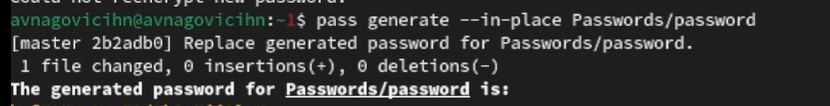 could not reencrypt new password.
avnagovicihn@avnagovicihn:~1$ pass generate --in-place Passwords/password
[master 2b2adb0] Replace generated password for Passwords/password.
 1 file changed, 0 insertions(+), 0 deletions(-)
The generated password for Passwords/password is: